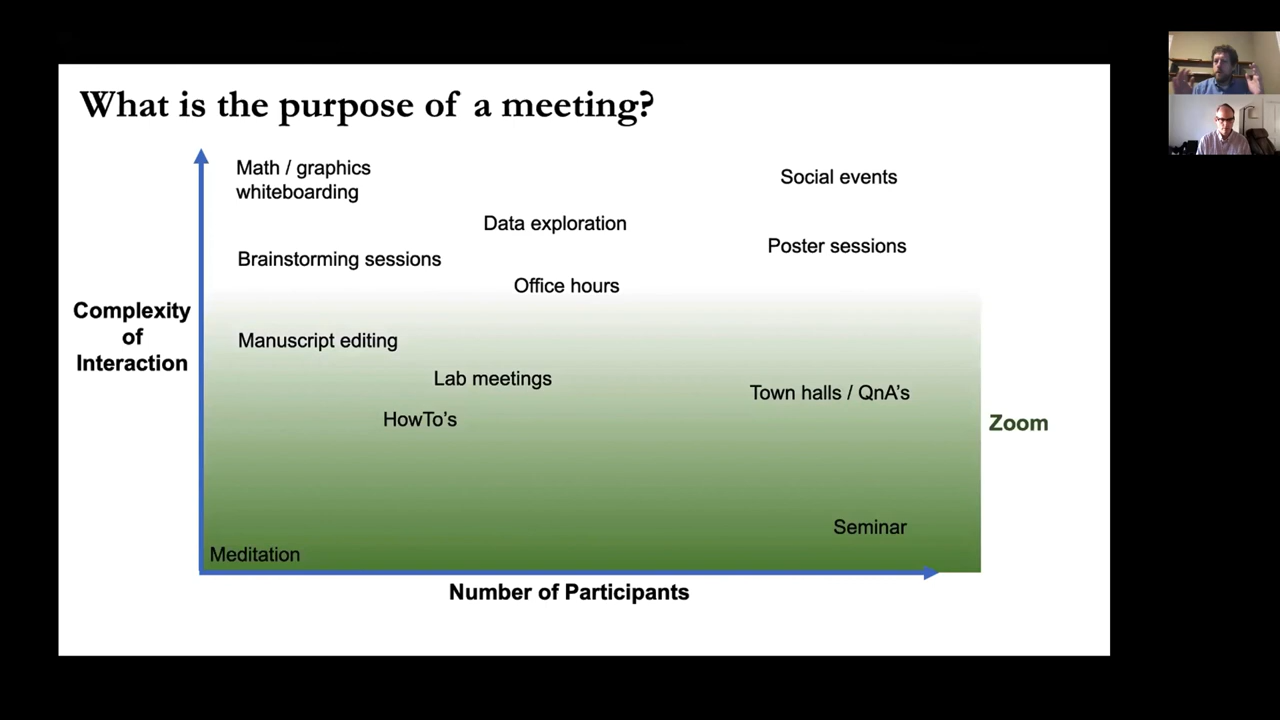 What is the purpose of a meeting?
Math / graphics
whiteboarding
Social events
Data exploration
Poster sessions
Brainstorming sessions
Office hours
Complexity
of
Interaction
Manuscript editing
Lab meetings
Town halls / QnA’s
HowTo’s
Zoom
Seminar
Meditation
Number of Participants